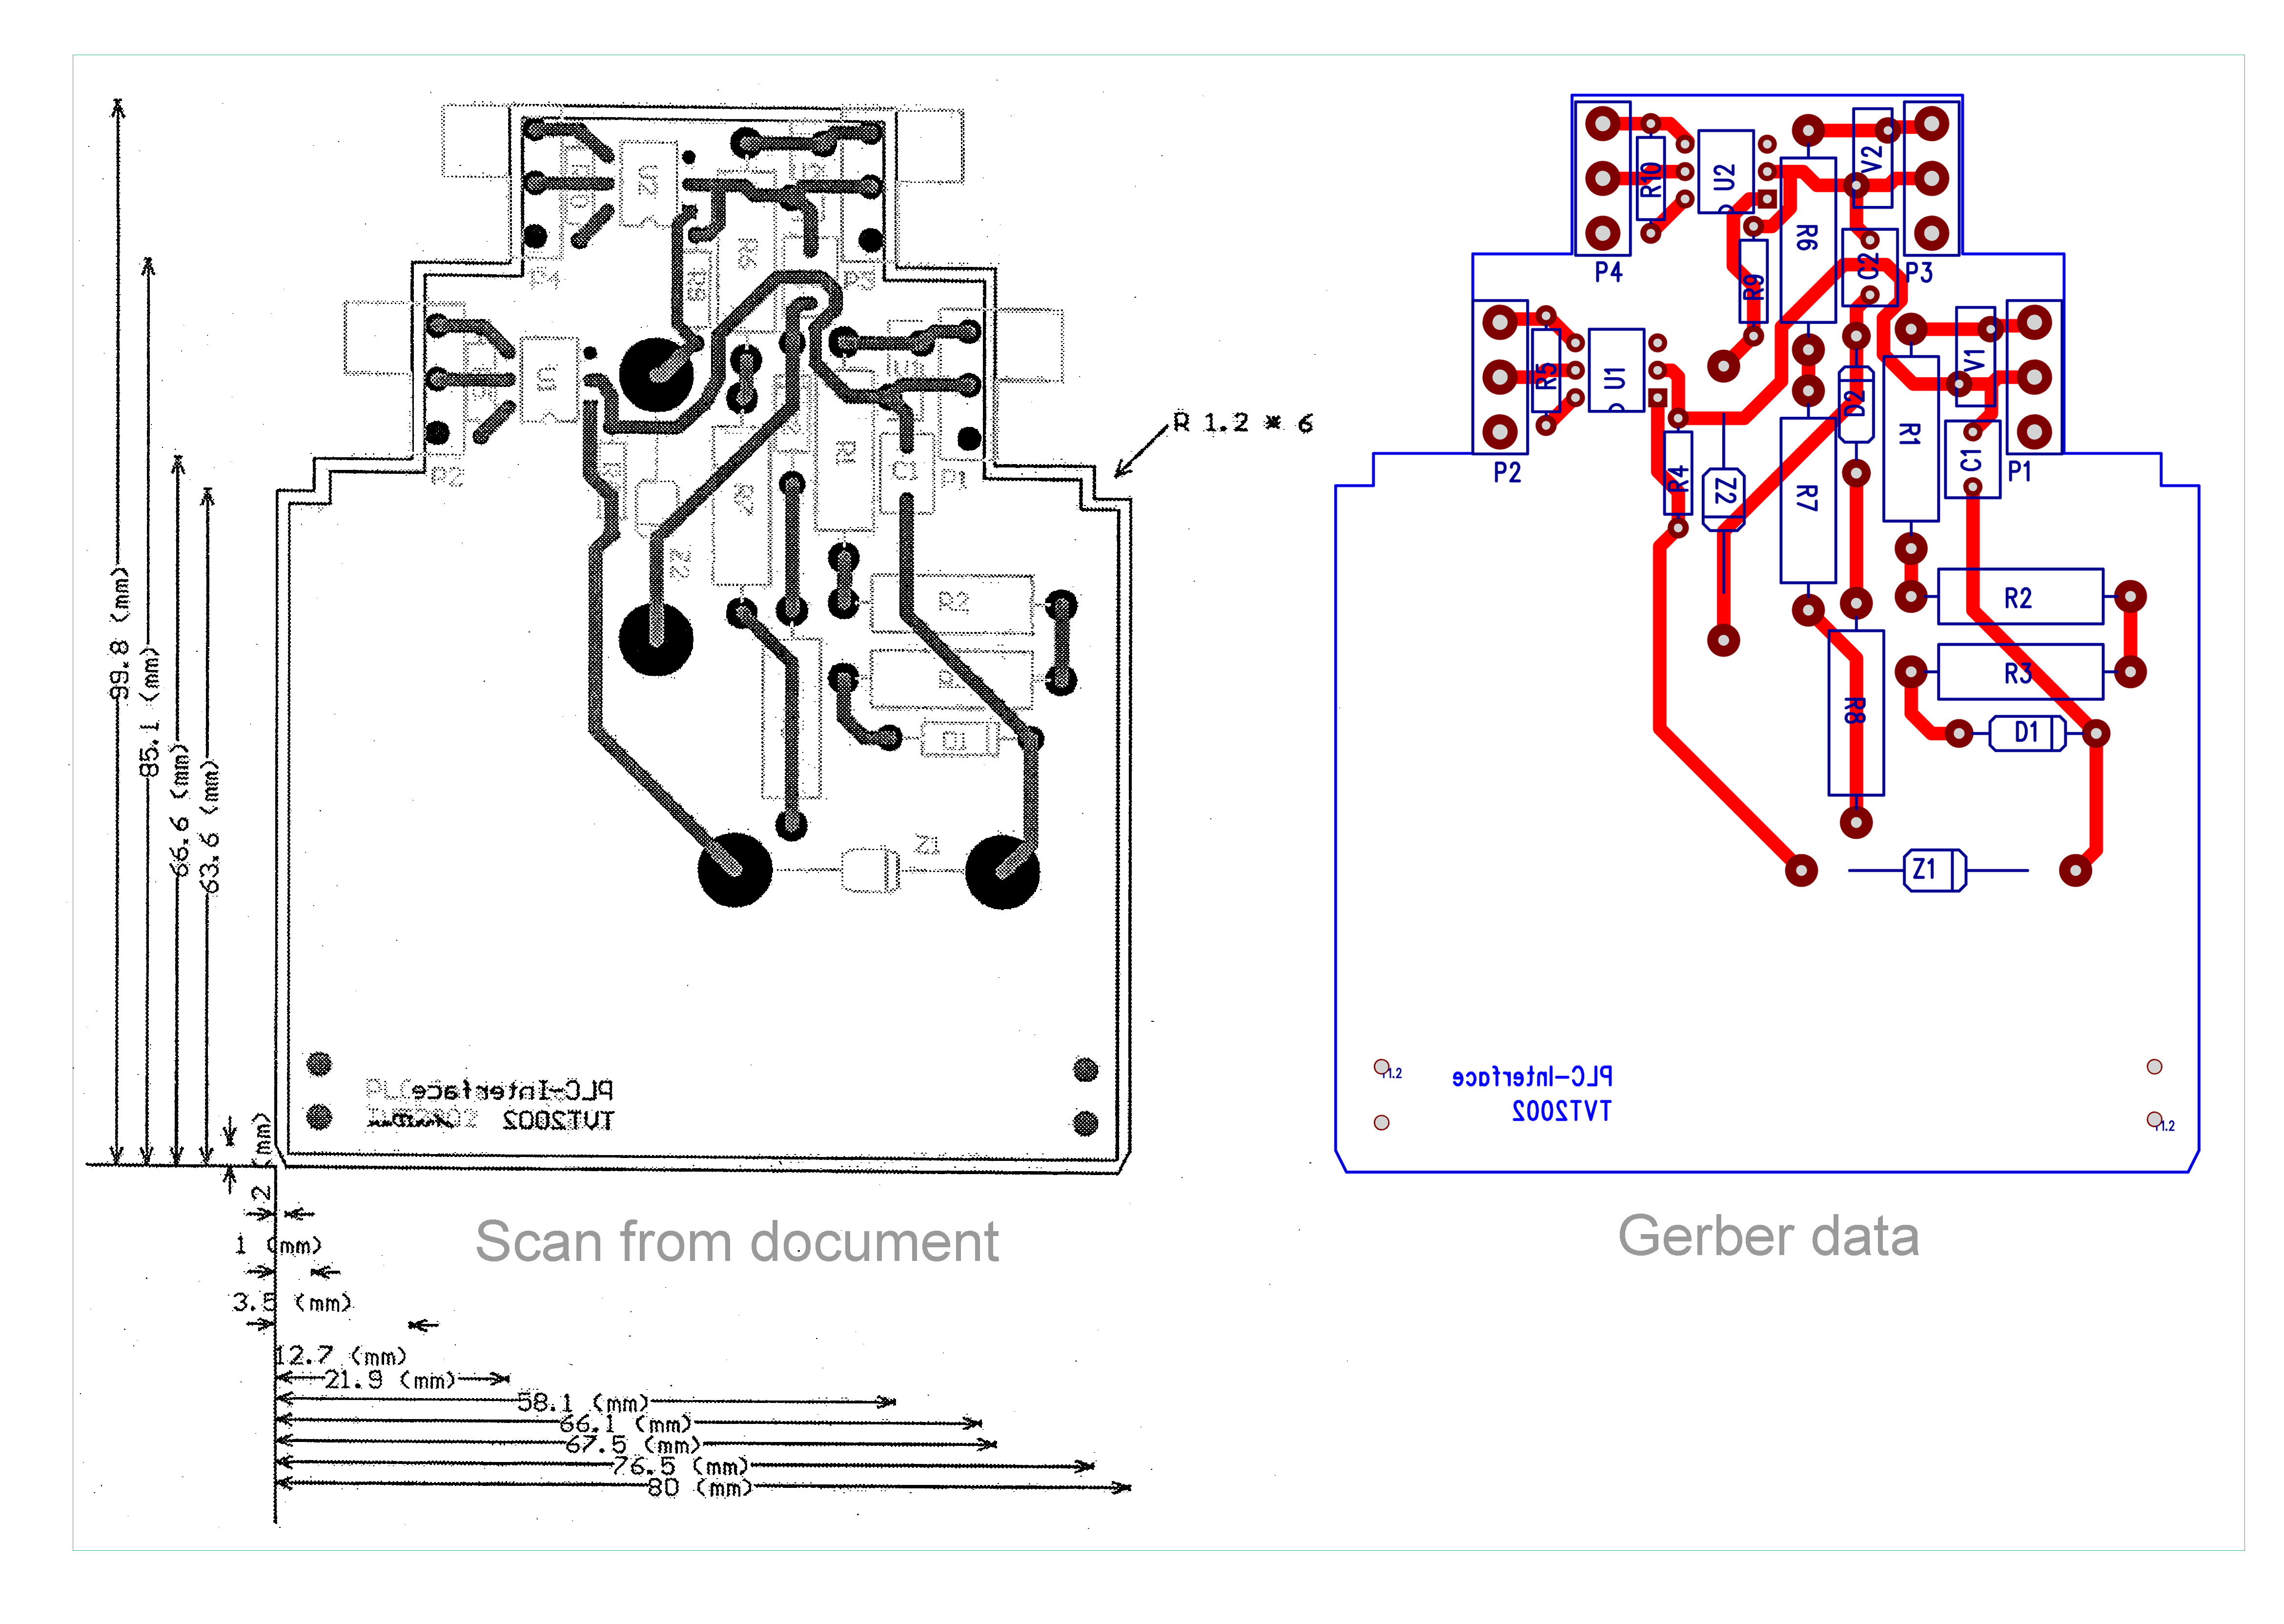 U2
R6
P4
P3
R9
U1
P2
R1
C1
P1
R7
Z2
R2
D1
Z1
R 1.2 * 6
99.8 (mm)
85.1 (mm)
66.6 (mm)
63.6 (mm)
PLC-Interface
TVT2002
2 (mm)
1 (mm)
3.5 (mm)
12.7 (mm)
21.9 (mm)
58.1 (mm)
66.1 (mm)
67.5 (mm)
76.5 (mm)
80 (mm)
Scan from document
R10
U2
V2
R6
C2
P4
P3
R9
R5
U1
V1
D2
R1
C1
P2
P1
R4
Z2
R7
R2
R3
R8
D1
Z1
PLC-Interface
TVT2002
Gerber data